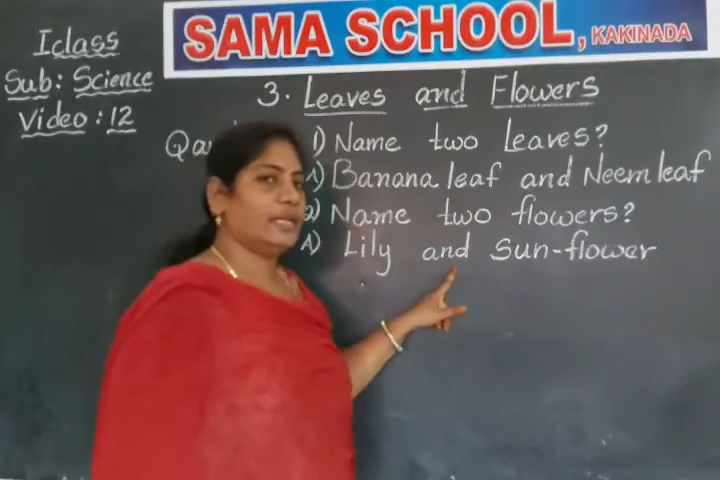 SAMA SCHOOL, KAKINADA
I class
Sub: Science
Video: 12
3. Leaves and Flowers
1) Name two Leaves?
A) Banana leaf and Neem leaf
2) Name two flowers?
A) Lily and Sun-flower